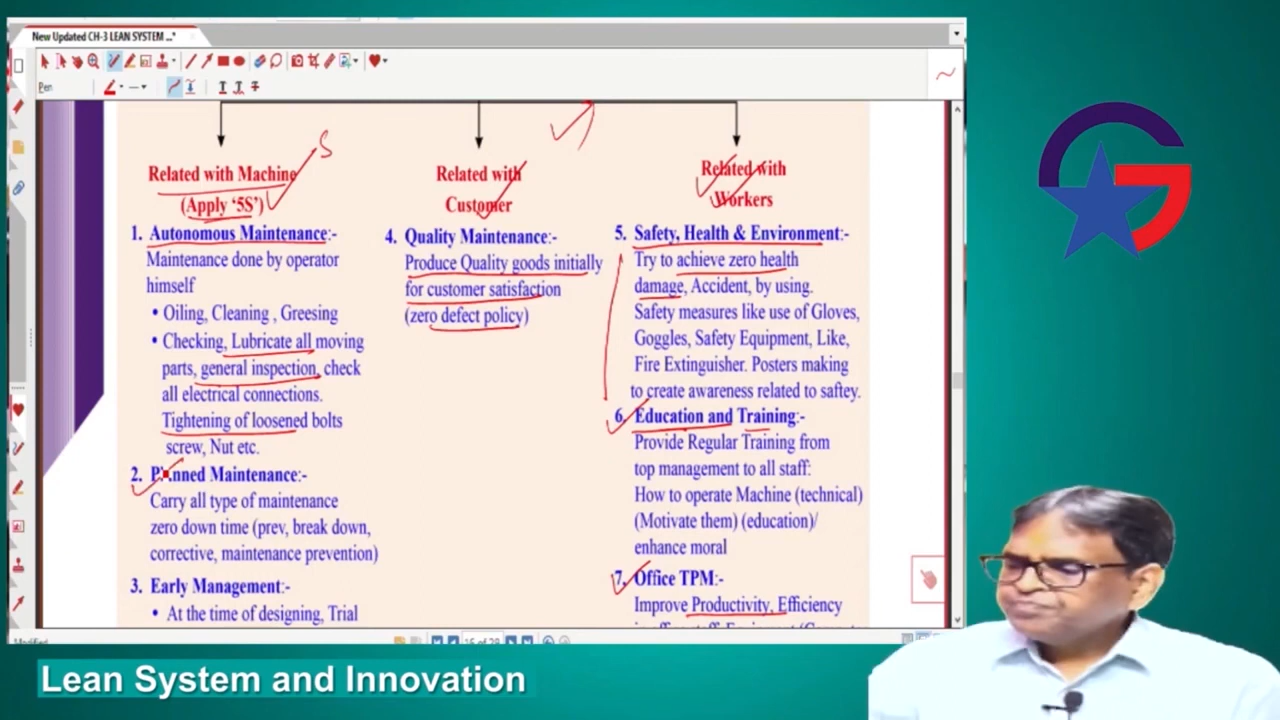 New Updated CH-3 LEAN SYSTEM ...*
Pen
S
Related with Machine
(Apply ‘5S’)
1. Autonomous Maintenance:-
Maintenance done by operator
himself
• Oiling, Cleaning , Greesing
• Checking, Lubricate all moving
parts, general inspection, check
all electrical connections.
Tightening of loosened bolts
screw, Nut etc.
2. Planned Maintenance:-
Carry all type of maintenance
zero down time (prev, break down,
corrective, maintenance prevention)
3. Early Management:-
• At the time of designing, Trial
Related with
Customer
4. Quality Maintenance:-
Produce Quality goods initially
for customer satisfaction
(zero defect policy)
Related with
Workers
5. Safety, Health & Environment:-
Try to achieve zero health
damage, Accident, by using.
Safety measures like use of Gloves,
Goggles, Safety Equipment, Like,
Fire Extinguisher. Posters making
to create awareness related to saftey.
6. Education and Training:-
Provide Regular Training from
top management to all staff:
How to operate Machine (technical)
(Motivate them) (education)/
enhance moral
7. Office TPM:-
Improve Productivity, Efficiency
Lean System and Innovation